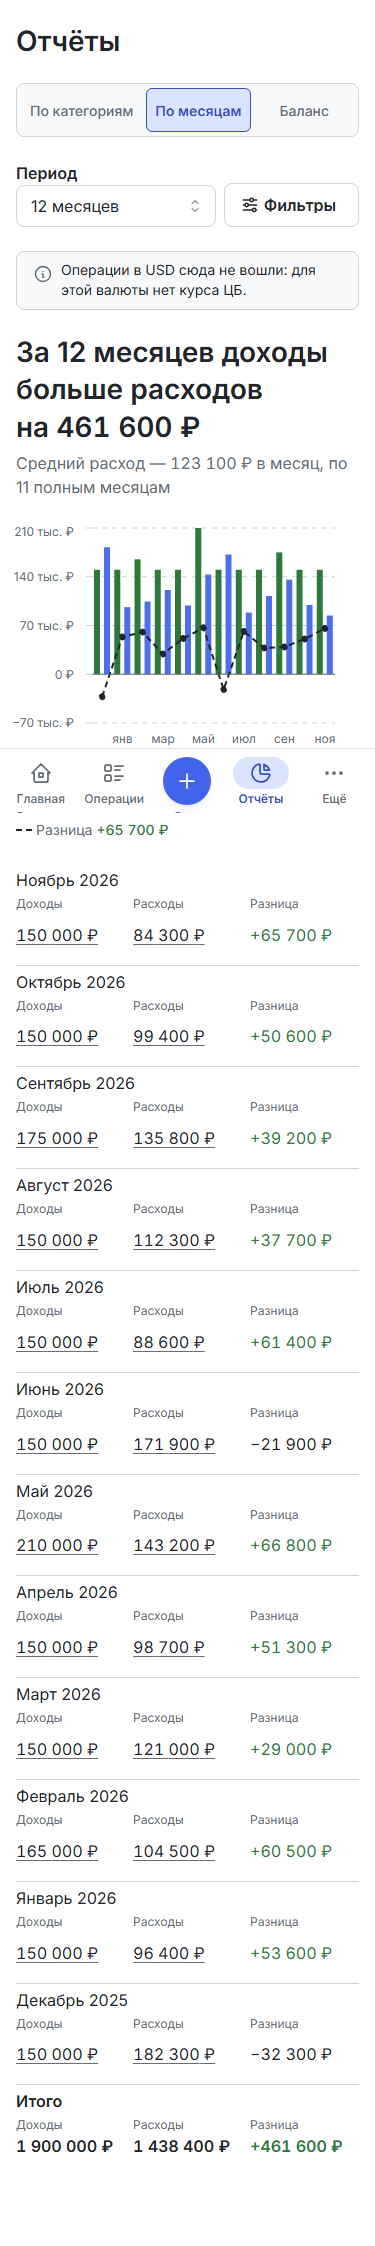 Отчёты
По категориям По месяцам Баланс
Период
12 месяцев Фильтры
Операции в USD сюда не вошли: для
этой валюты нет курса ЦБ.
За 12 месяцев доходы
больше расходов
на 461 600 ₽
Средний расход — 123 100 ₽ в месяц, по
11 полным месяцам
210 тыс. ₽
140 тыс. ₽
70 тыс. ₽
0 ₽
−70 тыс. ₽
янв мар май июл сен ноя
Главная Операции Отчёты Ещё
Разница +65 700 ₽
Ноябрь 2026
Доходы Расходы Разница
150 000 ₽ 84 300 ₽ +65 700 ₽
Октябрь 2026
Доходы Расходы Разница
150 000 ₽ 99 400 ₽ +50 600 ₽
Сентябрь 2026
Доходы Расходы Разница
175 000 ₽ 135 800 ₽ +39 200 ₽
Август 2026
Доходы Расходы Разница
150 000 ₽ 112 300 ₽ +37 700 ₽
Июль 2026
Доходы Расходы Разница
150 000 ₽ 88 600 ₽ +61 400 ₽
Июнь 2026
Доходы Расходы Разница
150 000 ₽ 171 900 ₽ −21 900 ₽
Май 2026
Доходы Расходы Разница
210 000 ₽ 143 200 ₽ +66 800 ₽
Апрель 2026
Доходы Расходы Разница
150 000 ₽ 98 700 ₽ +51 300 ₽
Март 2026
Доходы Расходы Разница
150 000 ₽ 121 000 ₽ +29 000 ₽
Февраль 2026
Доходы Расходы Разница
165 000 ₽ 104 500 ₽ +60 500 ₽
Январь 2026
Доходы Расходы Разница
150 000 ₽ 96 400 ₽ +53 600 ₽
Декабрь 2025
Доходы Расходы Разница
150 000 ₽ 182 300 ₽ −32 300 ₽
Итого
Доходы Расходы Разница
1 900 000 ₽ 1 438 400 ₽ +461 600 ₽